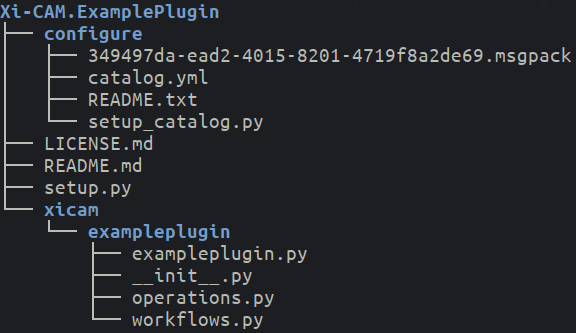 Xi-CAM.ExamplePlugin
configure
349497da-ead2-4015-8201-4719f8a2de69.msgpack
catalog.yml
README.txt
setup_catalog.py
LICENSE.md
README.md
setup.py
xicam
exampleplugin
exampleplugin.py
__init__.py
operations.py
workflows.py